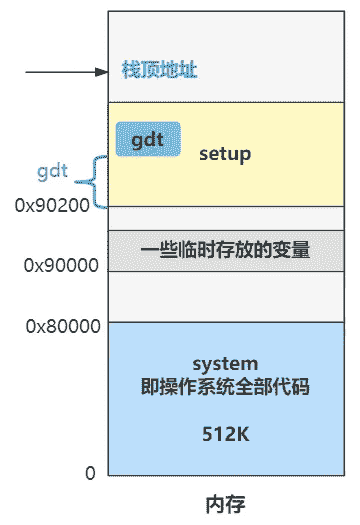 栈顶地址
gdt
setup
gdt
0x90200
一些临时存放的变量
0x90000
0x80000
system
即操作系统全部代码
512K
0
内存